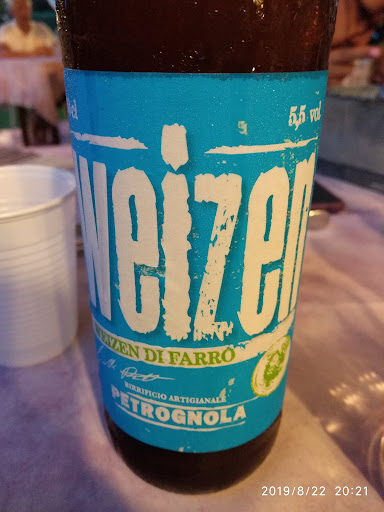 5,5 vol
weizen
WEIZEN DI FARRO
BIRRIFICIO ARTIGIANALE
PETROGNOLA
2019/8/22 20:21